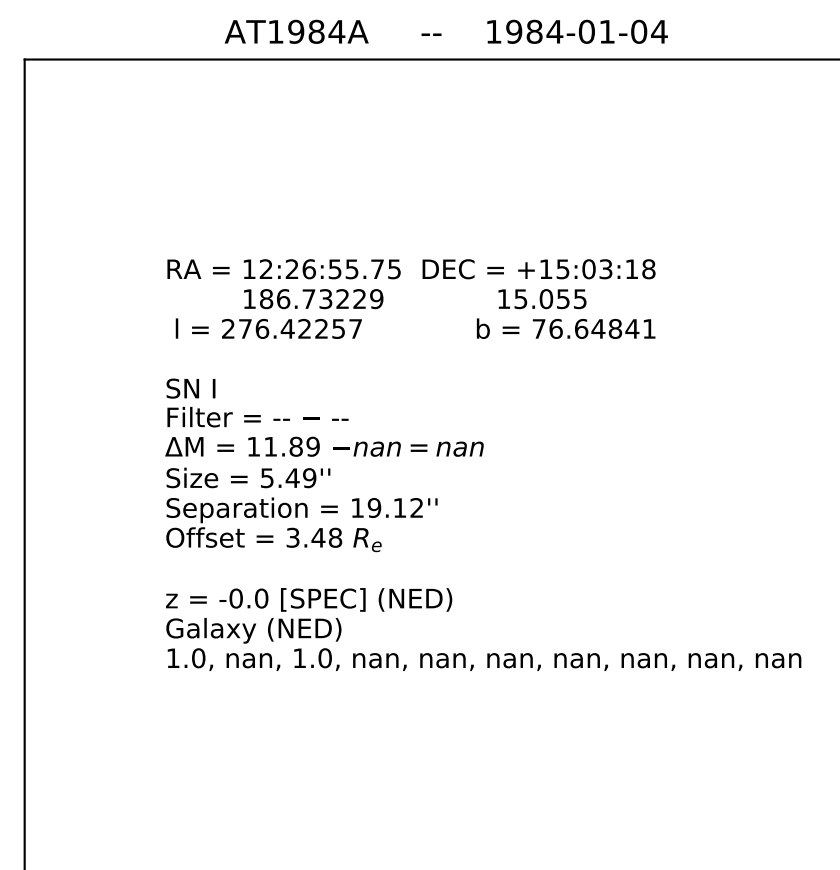 AT1984A -- 1984-01-04
RA = 12:26:55.75 DEC = +15:03:18
186.73229 15.055
l = 276.42257 b = 76.64841
SN I
Filter = -- − --
ΔM = 11.89 −nan = nan
Size = 5.49''
Separation = 19.12''
Offset = 3.48 Rₑ
z = -0.0 [SPEC] (NED)
Galaxy (NED)
1.0, nan, 1.0, nan, nan, nan, nan, nan, nan, nan